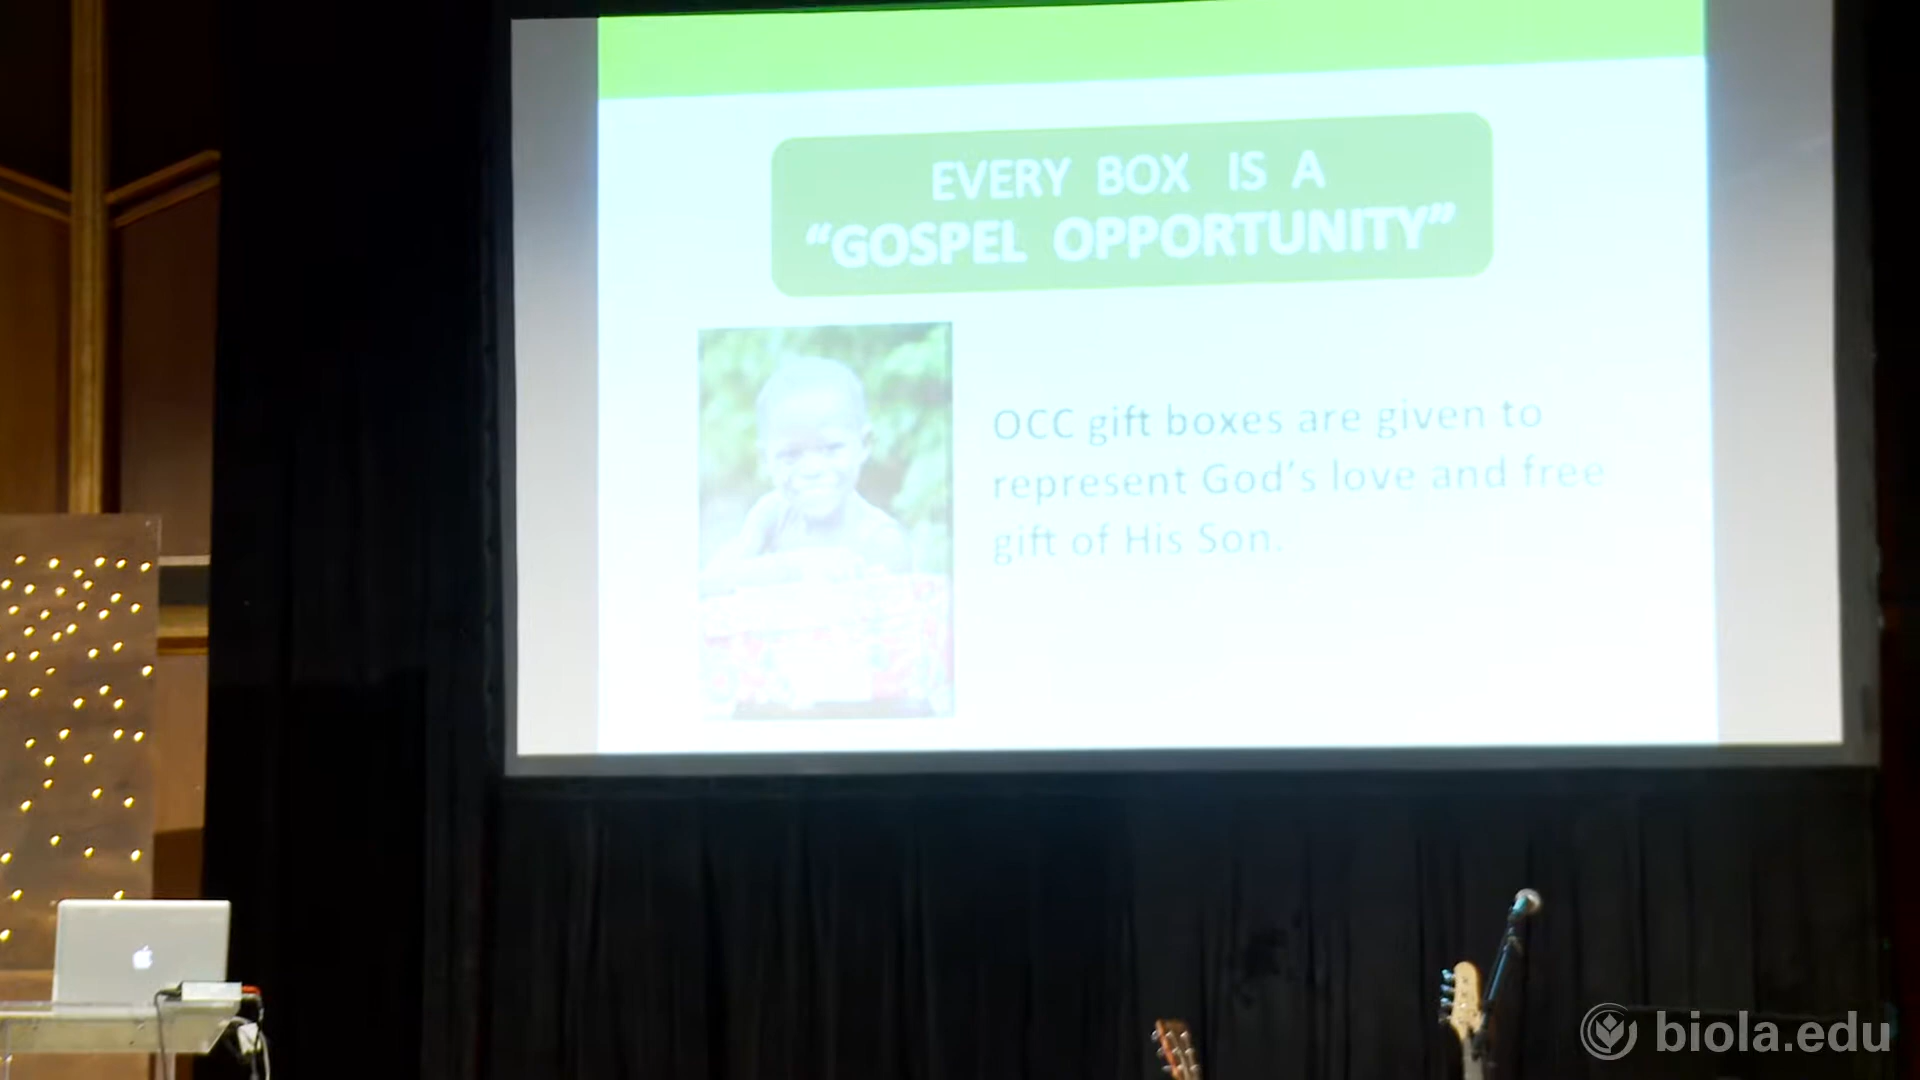 EVERY BOX IS A
“GOSPEL OPPORTUNITY”
OCC gift boxes are given to
represent God’s love and free
gift of His Son.
biola.edu